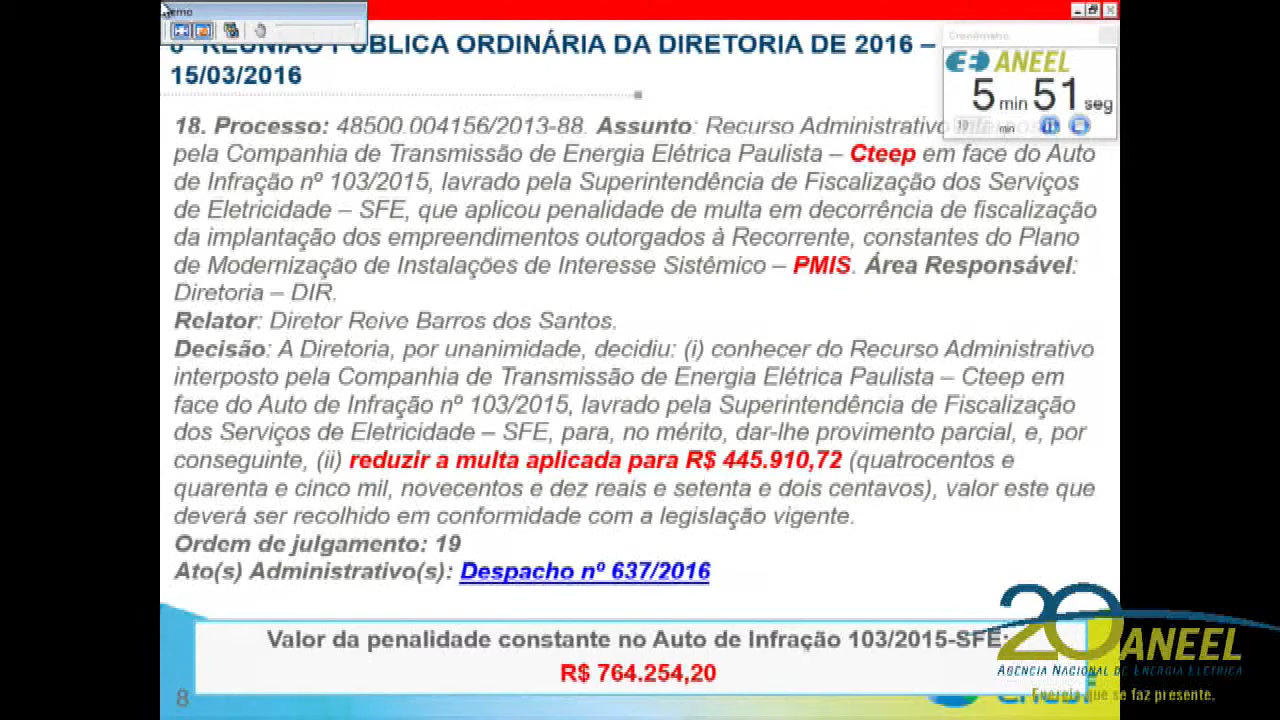 emo
REUNIÃO PÚBLICA ORDINÁRIA DA DIRETORIA DE 2016 –
15/03/2016
Cronômetro
ANEEL
5 min 51 seg
10 min
18. Processo: 48500.004156/2013-88. Assunto: Recurso Administrativo
pela Companhia de Transmissão de Energia Elétrica Paulista – Cteep em face do Auto
de Infração nº 103/2015, lavrado pela Superintendência de Fiscalização dos Serviços
de Eletricidade – SFE, que aplicou penalidade de multa em decorrência de fiscalização
da implantação dos empreendimentos outorgados à Recorrente, constantes do Plano
de Modernização de Instalações de Interesse Sistêmico – PMIS. Área Responsável:
Diretoria – DIR.
Relator: Diretor Reive Barros dos Santos.
Decisão: A Diretoria, por unanimidade, decidiu: (i) conhecer do Recurso Administrativo
interposto pela Companhia de Transmissão de Energia Elétrica Paulista – Cteep em
face do Auto de Infração nº 103/2015, lavrado pela Superintendência de Fiscalização
dos Serviços de Eletricidade – SFE, para, no mérito, dar-lhe provimento parcial, e, por
conseguinte, (ii) reduzir a multa aplicada para R$ 445.910,72 (quatrocentos e
quarenta e cinco mil, novecentos e dez reais e setenta e dois centavos), valor este que
deverá ser recolhido em conformidade com a legislação vigente.
Ordem de julgamento: 19
Ato(s) Administrativo(s): Despacho nº 637/2016
Valor da penalidade constante no Auto de Infração 103/2015-SFE:
R$ 764.254,20
8
20 ANEEL
AGÊNCIA NACIONAL DE ENERGIA ELÉTRICA
Energia que se faz presente.